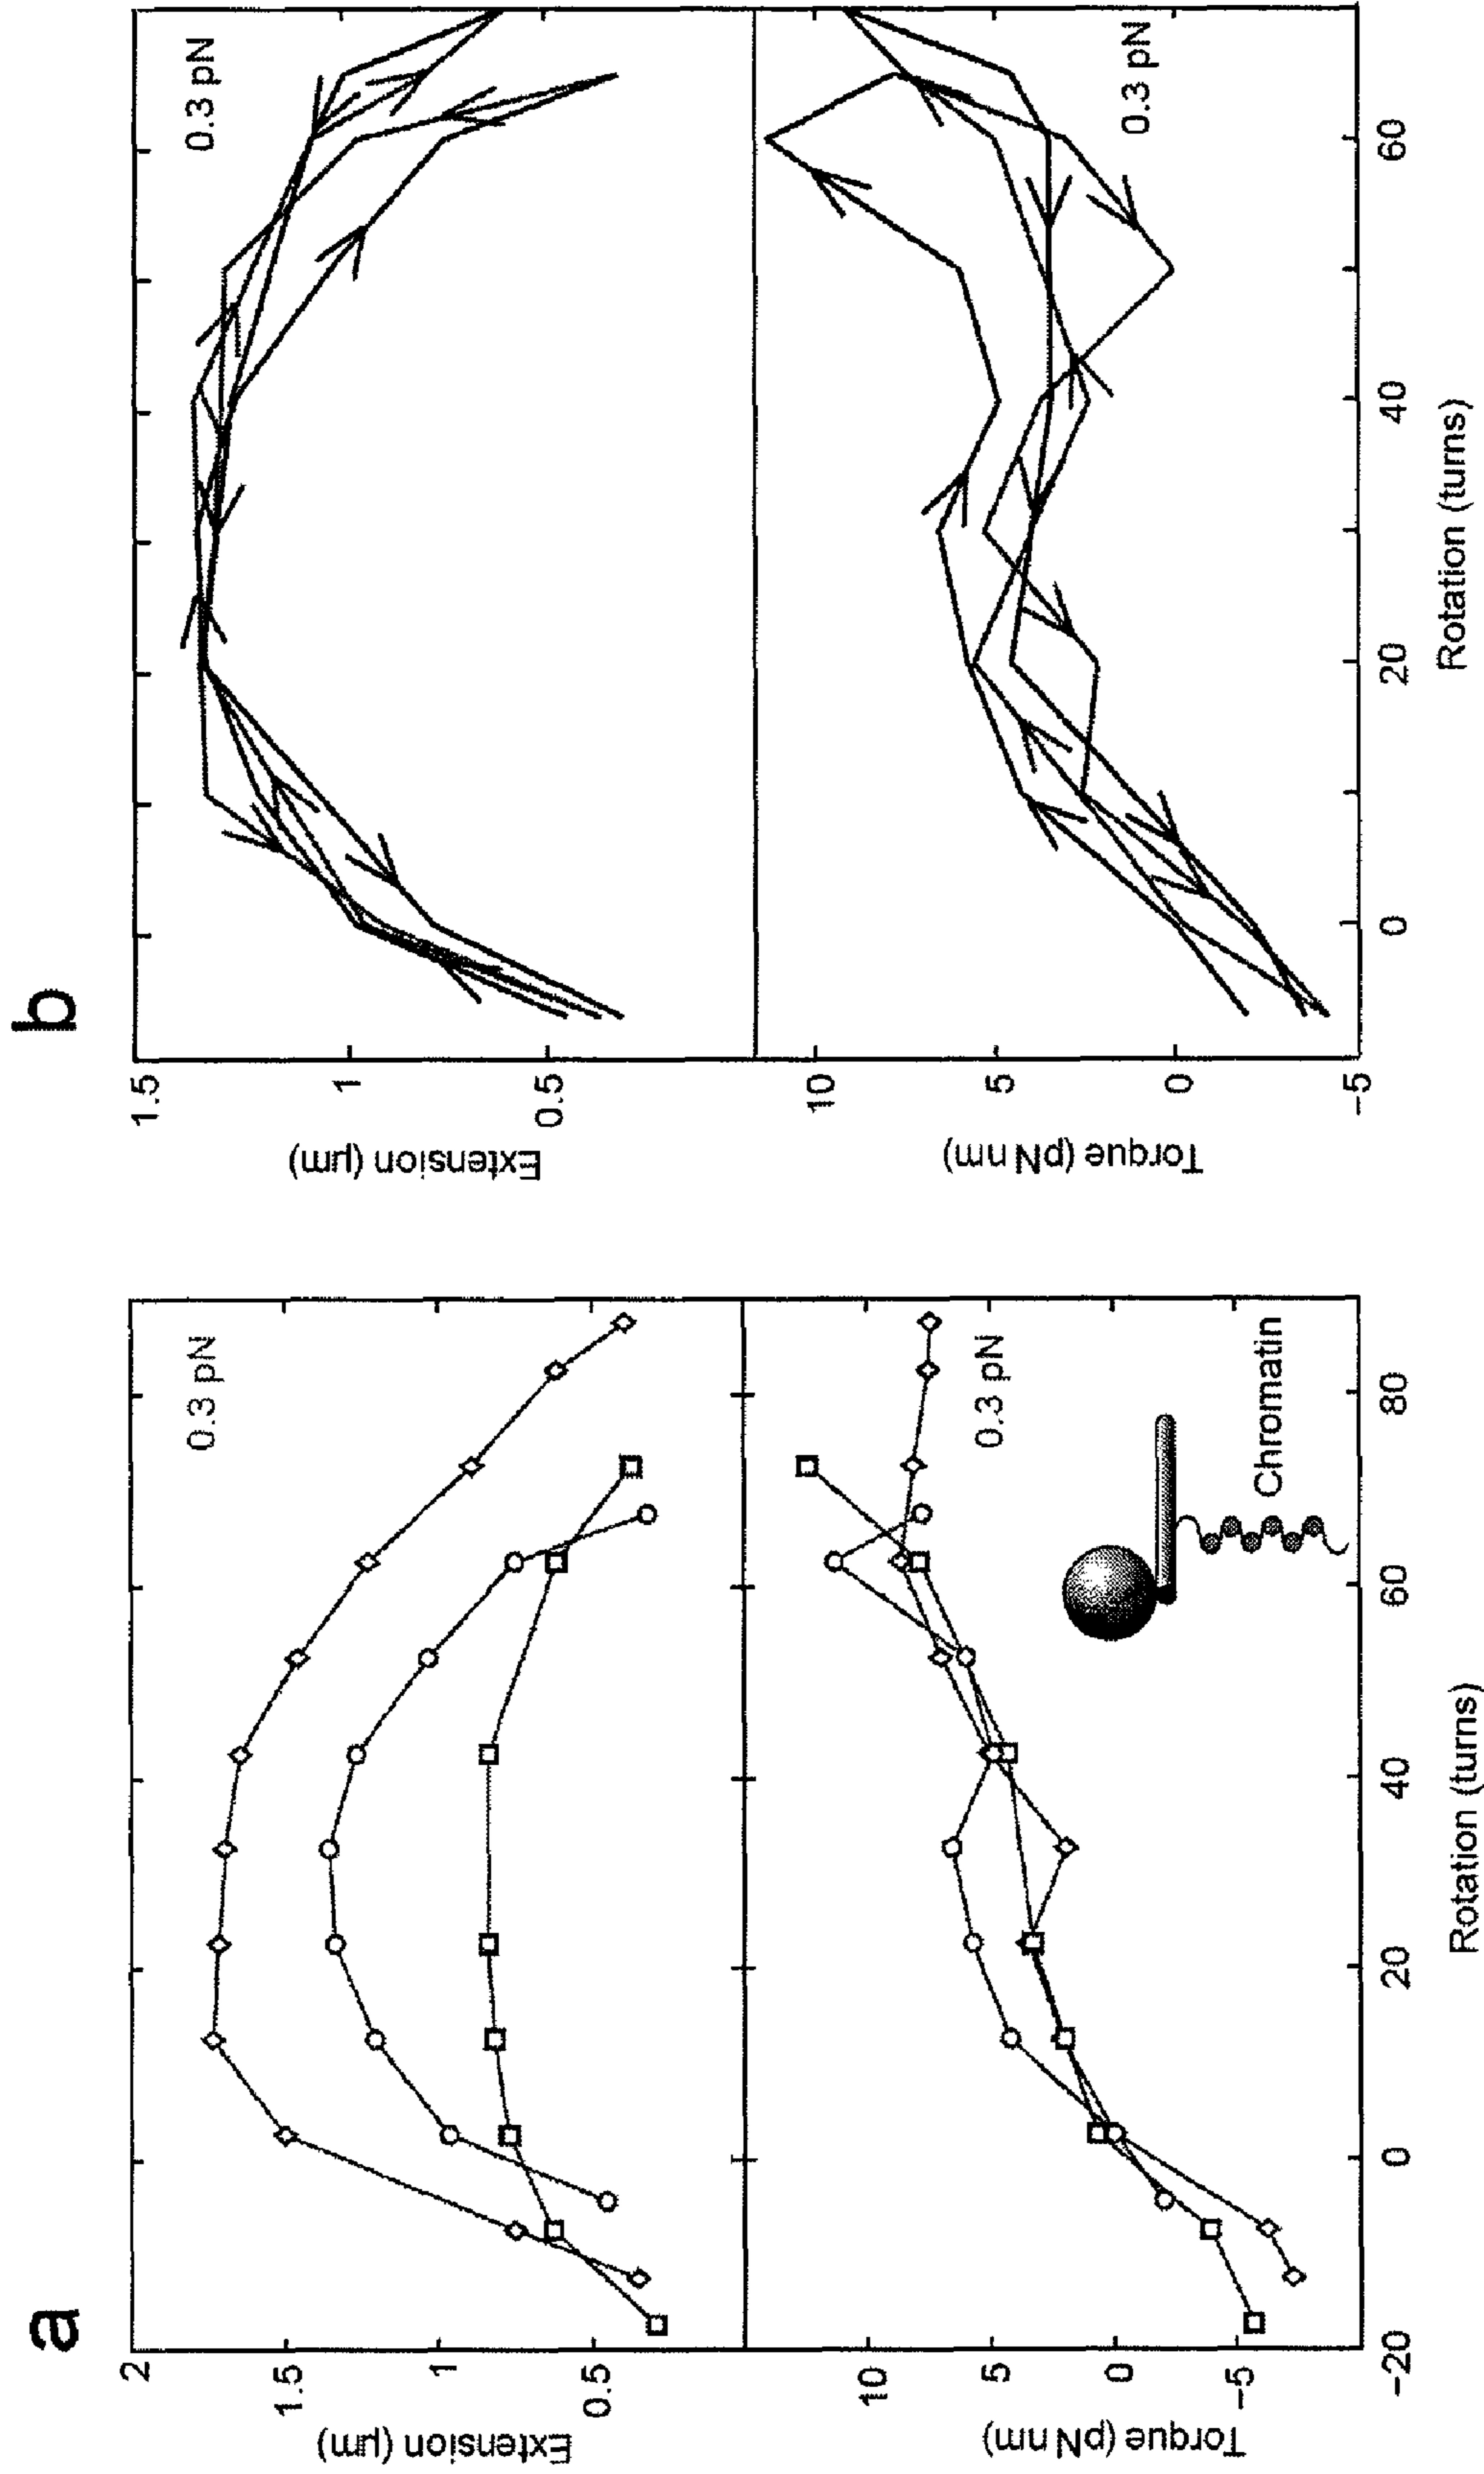 a
2
1.5
1
0.5
Extension (µm)
0.3 pN
10
5
0
−5
Torque (pN nm)
0.3 pN
Chromatin
−20
0
20
40
60
80
Rotation (turns)
b
1.5
1
0.5
Extension (µm)
0.3 pN
10
5
0
−5
Torque (pN nm)
0.3 pN
0
20
40
60
Rotation (turns)